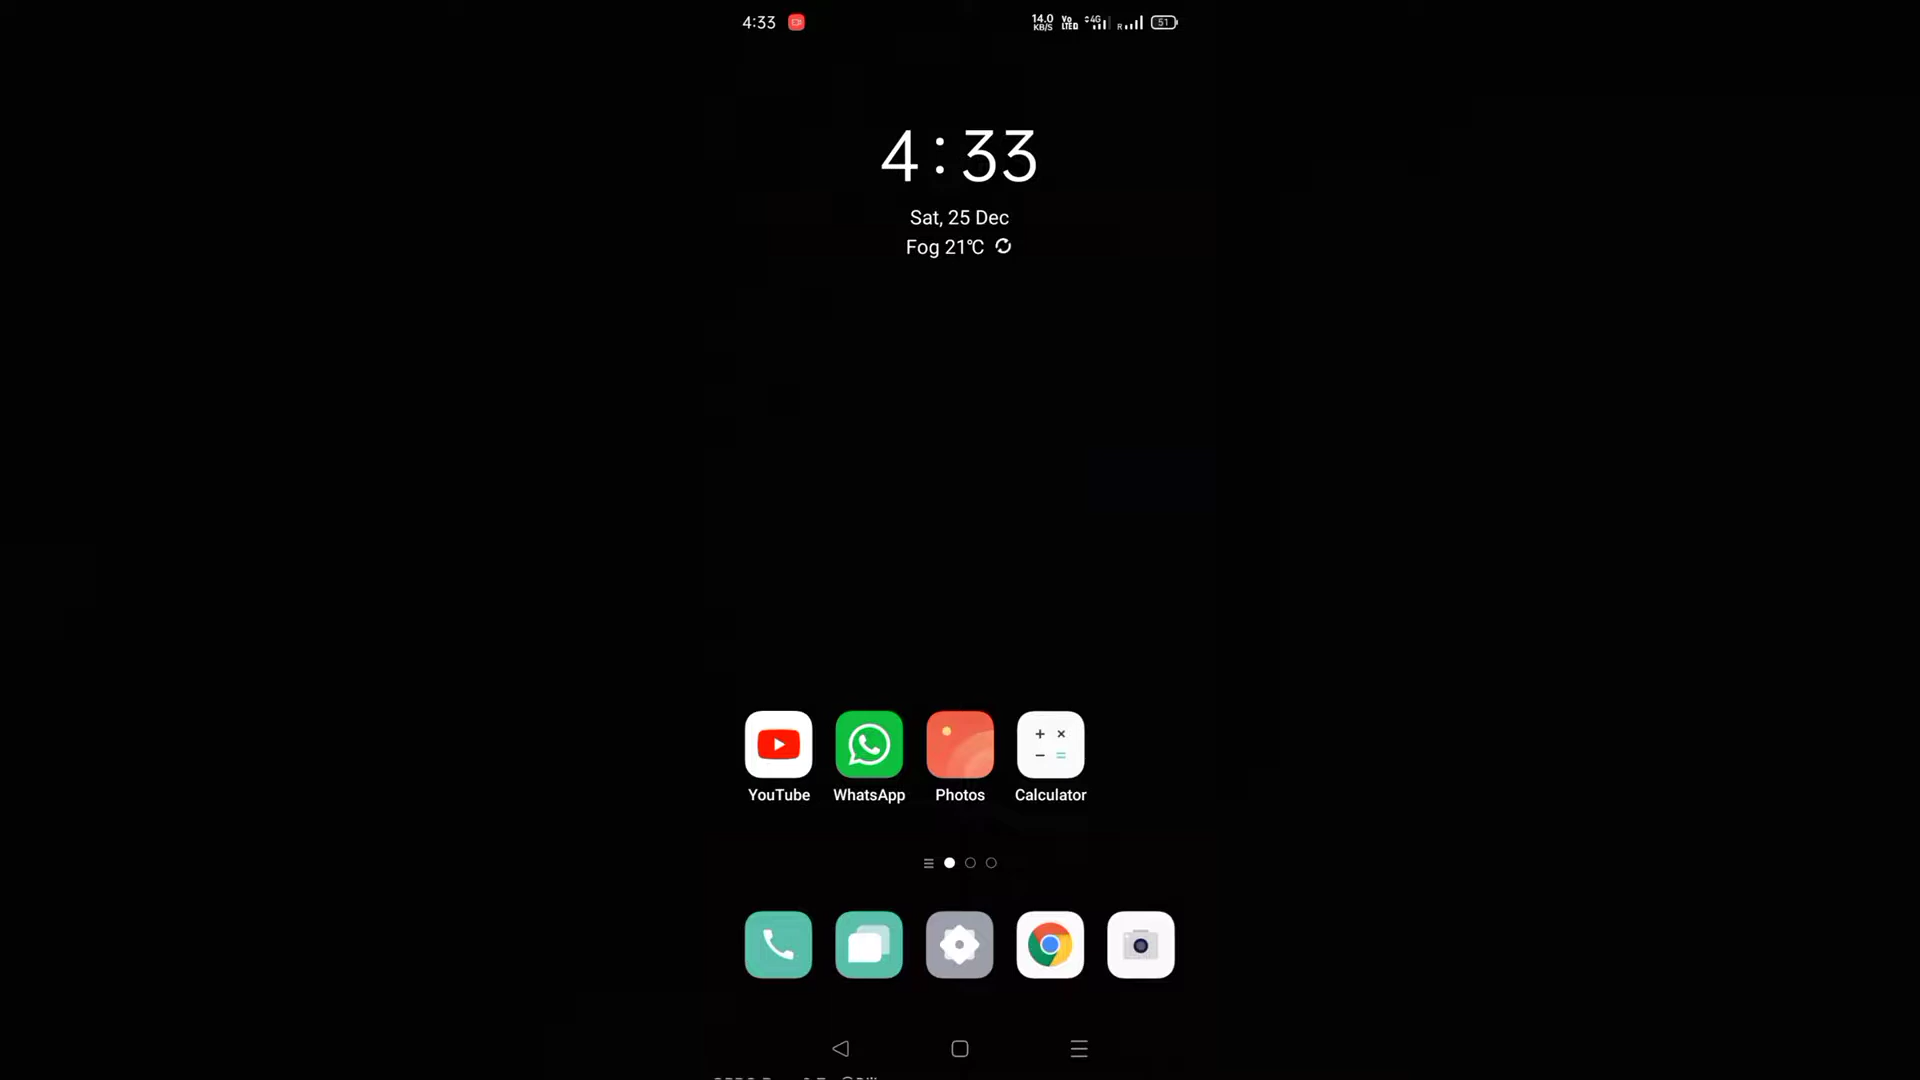 4:33
14.0 KB/S Vo LTE 4G R 51
4:33
Sat, 25 Dec
Fog 21℃
YouTube WhatsApp Photos Calculator